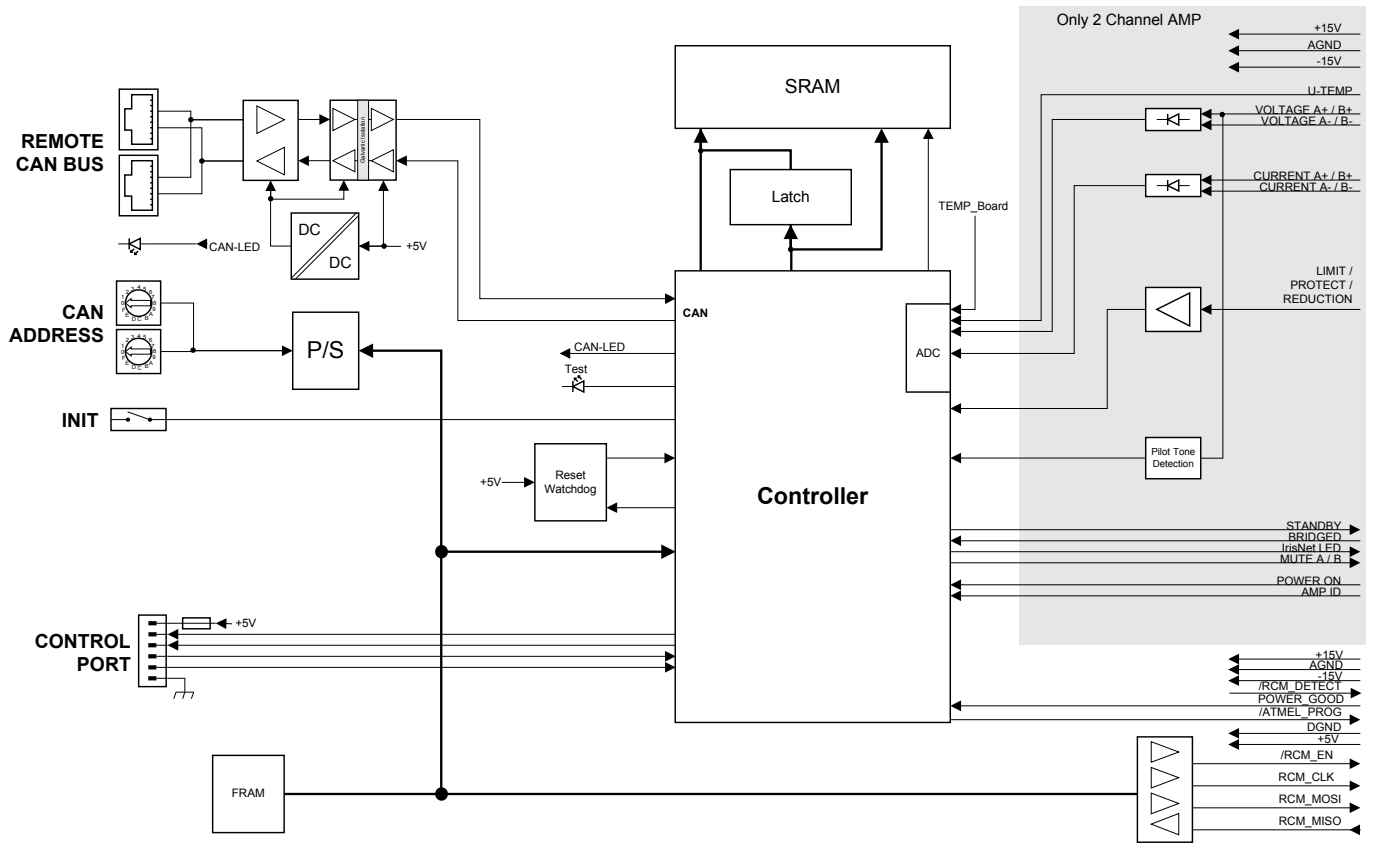 Only 2 Channel AMP
+15V
AGND
-15V
U-TEMP
VOLTAGE A+ / B+
VOLTAGE A- / B-
CURRENT A+ / B+
CURRENT A- / B-
LIMIT /
PROTECT /
REDUCTION
Pilot Tone
Detection
STANDBY
BRIDGED
IrisNet LED
MUTE A / B
POWER ON
AMP ID
+15V
AGND
-15V
/RCM_DETECT
POWER_GOOD
/ATMEL_PROG
DGND
+5V
/RCM_EN
RCM_CLK
RCM_MOSI
RCM_MISO
SRAM
Latch
TEMP_Board
CAN
ADC
Controller
REMOTE
CAN BUS
Galvanic Isolation
DC
DC
+5V
CAN-LED
CAN
ADDRESS
P/S
CAN-LED
Test
INIT
+5V
Reset
Watchdog
CONTROL
PORT
+5V
FRAM